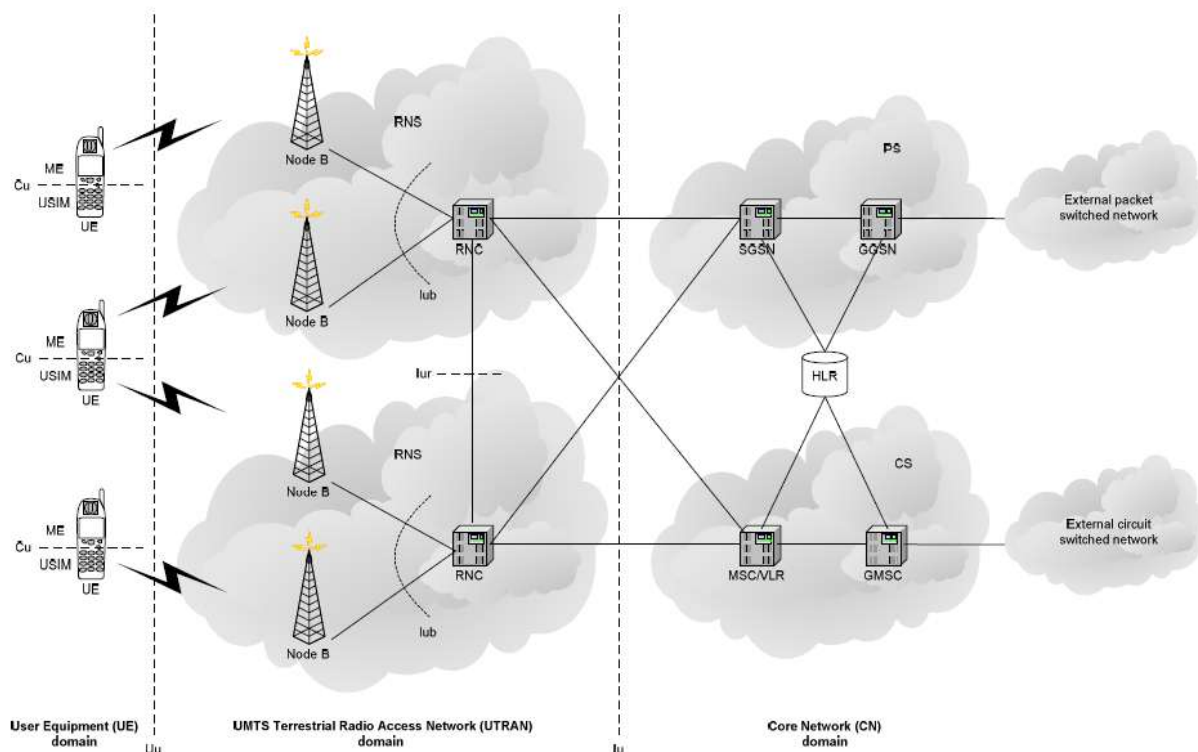 RNS
Node B
ME
Cu
USIM
UE
PS
External packet
switched network
RNC
SGSN
GGSN
Iub
Node B
ME
Cu
USIM
UE
Iur
HLR
RNS
Node B
CS
ME
Cu
USIM
UE
External circuit
switched network
RNC
MSC/VLR
GMSC
Iub
Node B
User Equipment (UE)
domain
Uu
UMTS Terrestrial Radio Access Network (UTRAN)
domain
Iu
Core Network (CN)
domain